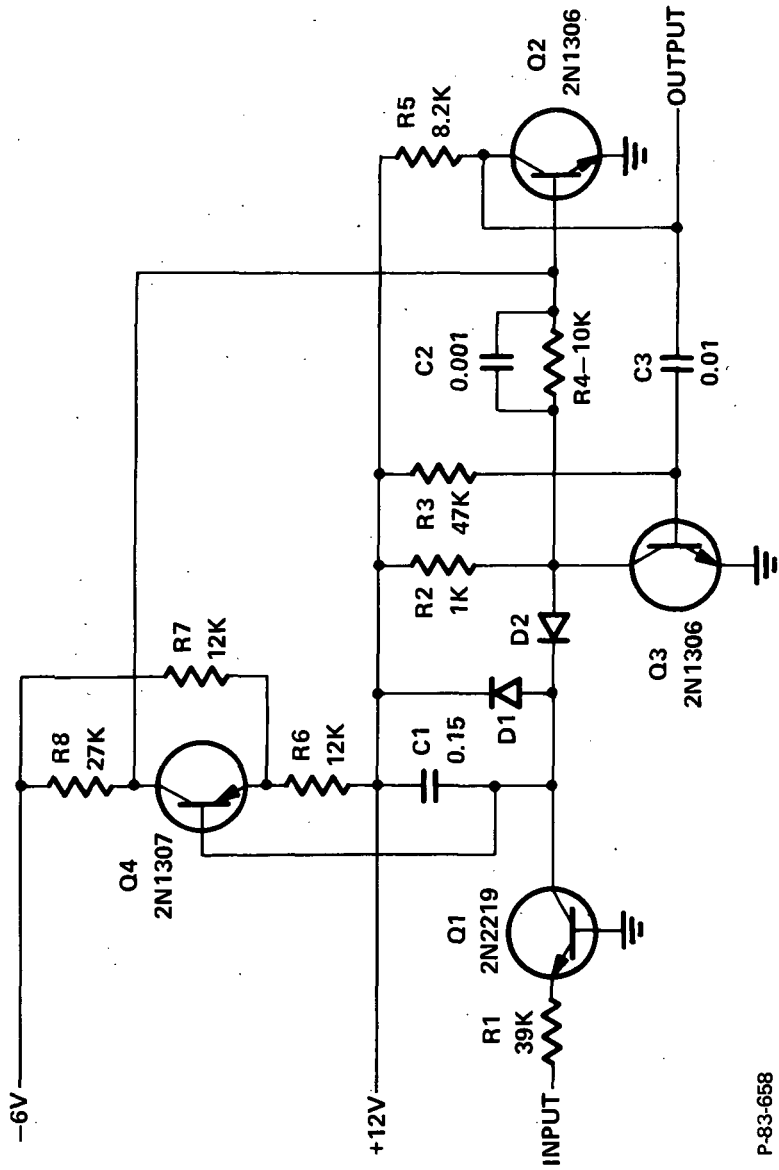 −6V
R8
27K
R7
12K
Q4
2N1307
R6
12K
+12V
C1
0.15
D1
D2
R2
1K
R3
47K
C2
0.001
R4−10K
R5
8.2K
Q2
2N1306
Q1
2N2219
R1
39K
INPUT
Q3
2N1306
C3
0.01
OUTPUT
P-83-658